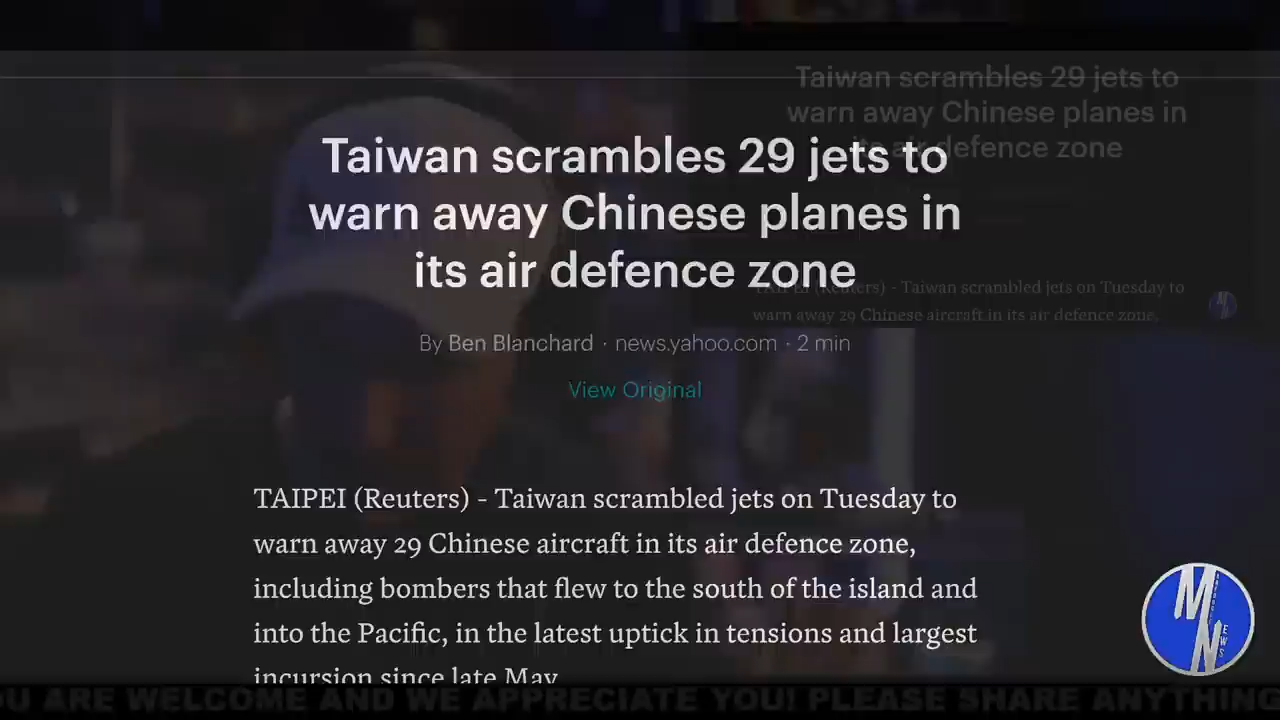 Taiwan scrambles 29 jets to
warn away Chinese planes in
its air defence zone
Taiwan scrambles 29 jets to
warn away Chinese planes in
its air defence zone
By Ben Blanchard · news.yahoo.com · 2 min
View Original
TAIPEI (Reuters) - Taiwan scrambled jets on Tuesday to
warn away 29 Chinese aircraft in its air defence zone.
TAIPEI (Reuters) - Taiwan scrambled jets on Tuesday to
warn away 29 Chinese aircraft in its air defence zone,
including bombers that flew to the south of the island and
into the Pacific, in the latest uptick in tensions and largest
incursion since late May.
OU ARE WELCOME AND WE APPRECIATE YOU! PLEASE SHARE ANYTHING